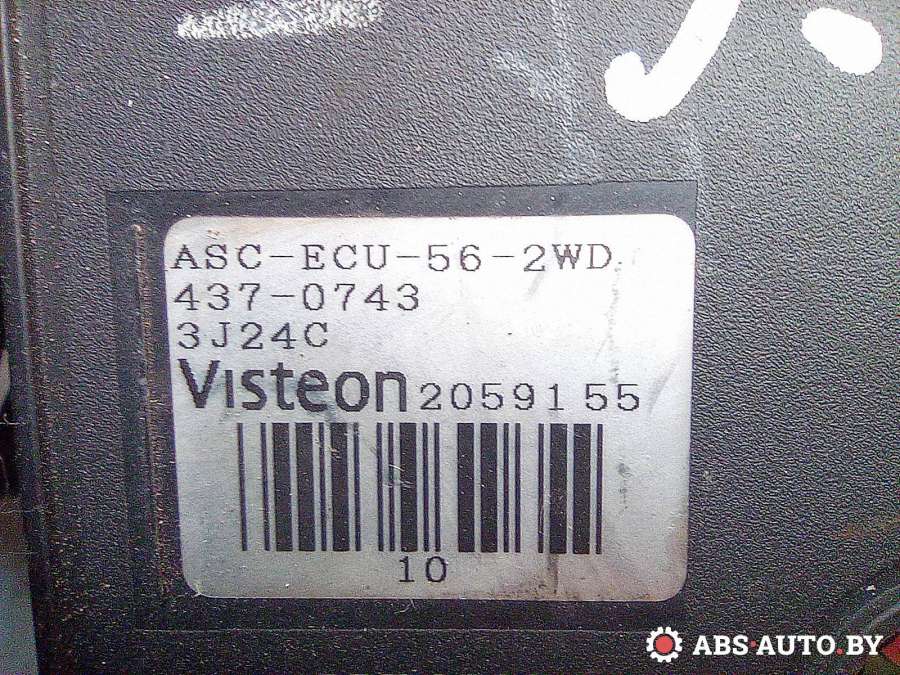 ASC-ECU-56-2WD
437-0743
3J24C
Visteon 2059155
10
ABS-AUTO.BY